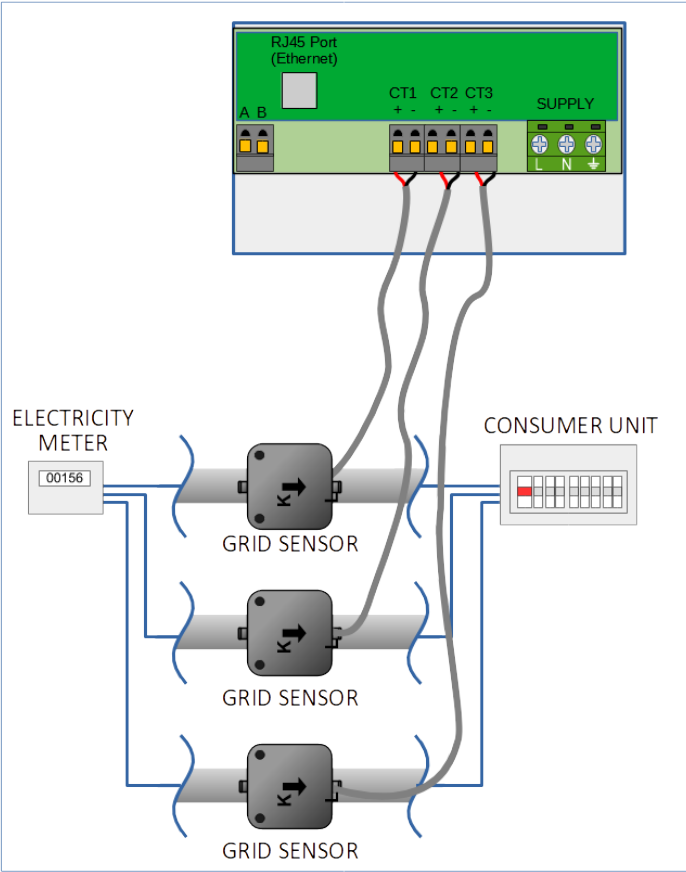 RJ45 Port
(Ethernet)
CT1 CT2 CT3
+ - + - + -
SUPPLY
A B
L N
ELECTRICITY
METER
00156
CONSUMER UNIT
K L
GRID SENSOR
K L
GRID SENSOR
K L
GRID SENSOR